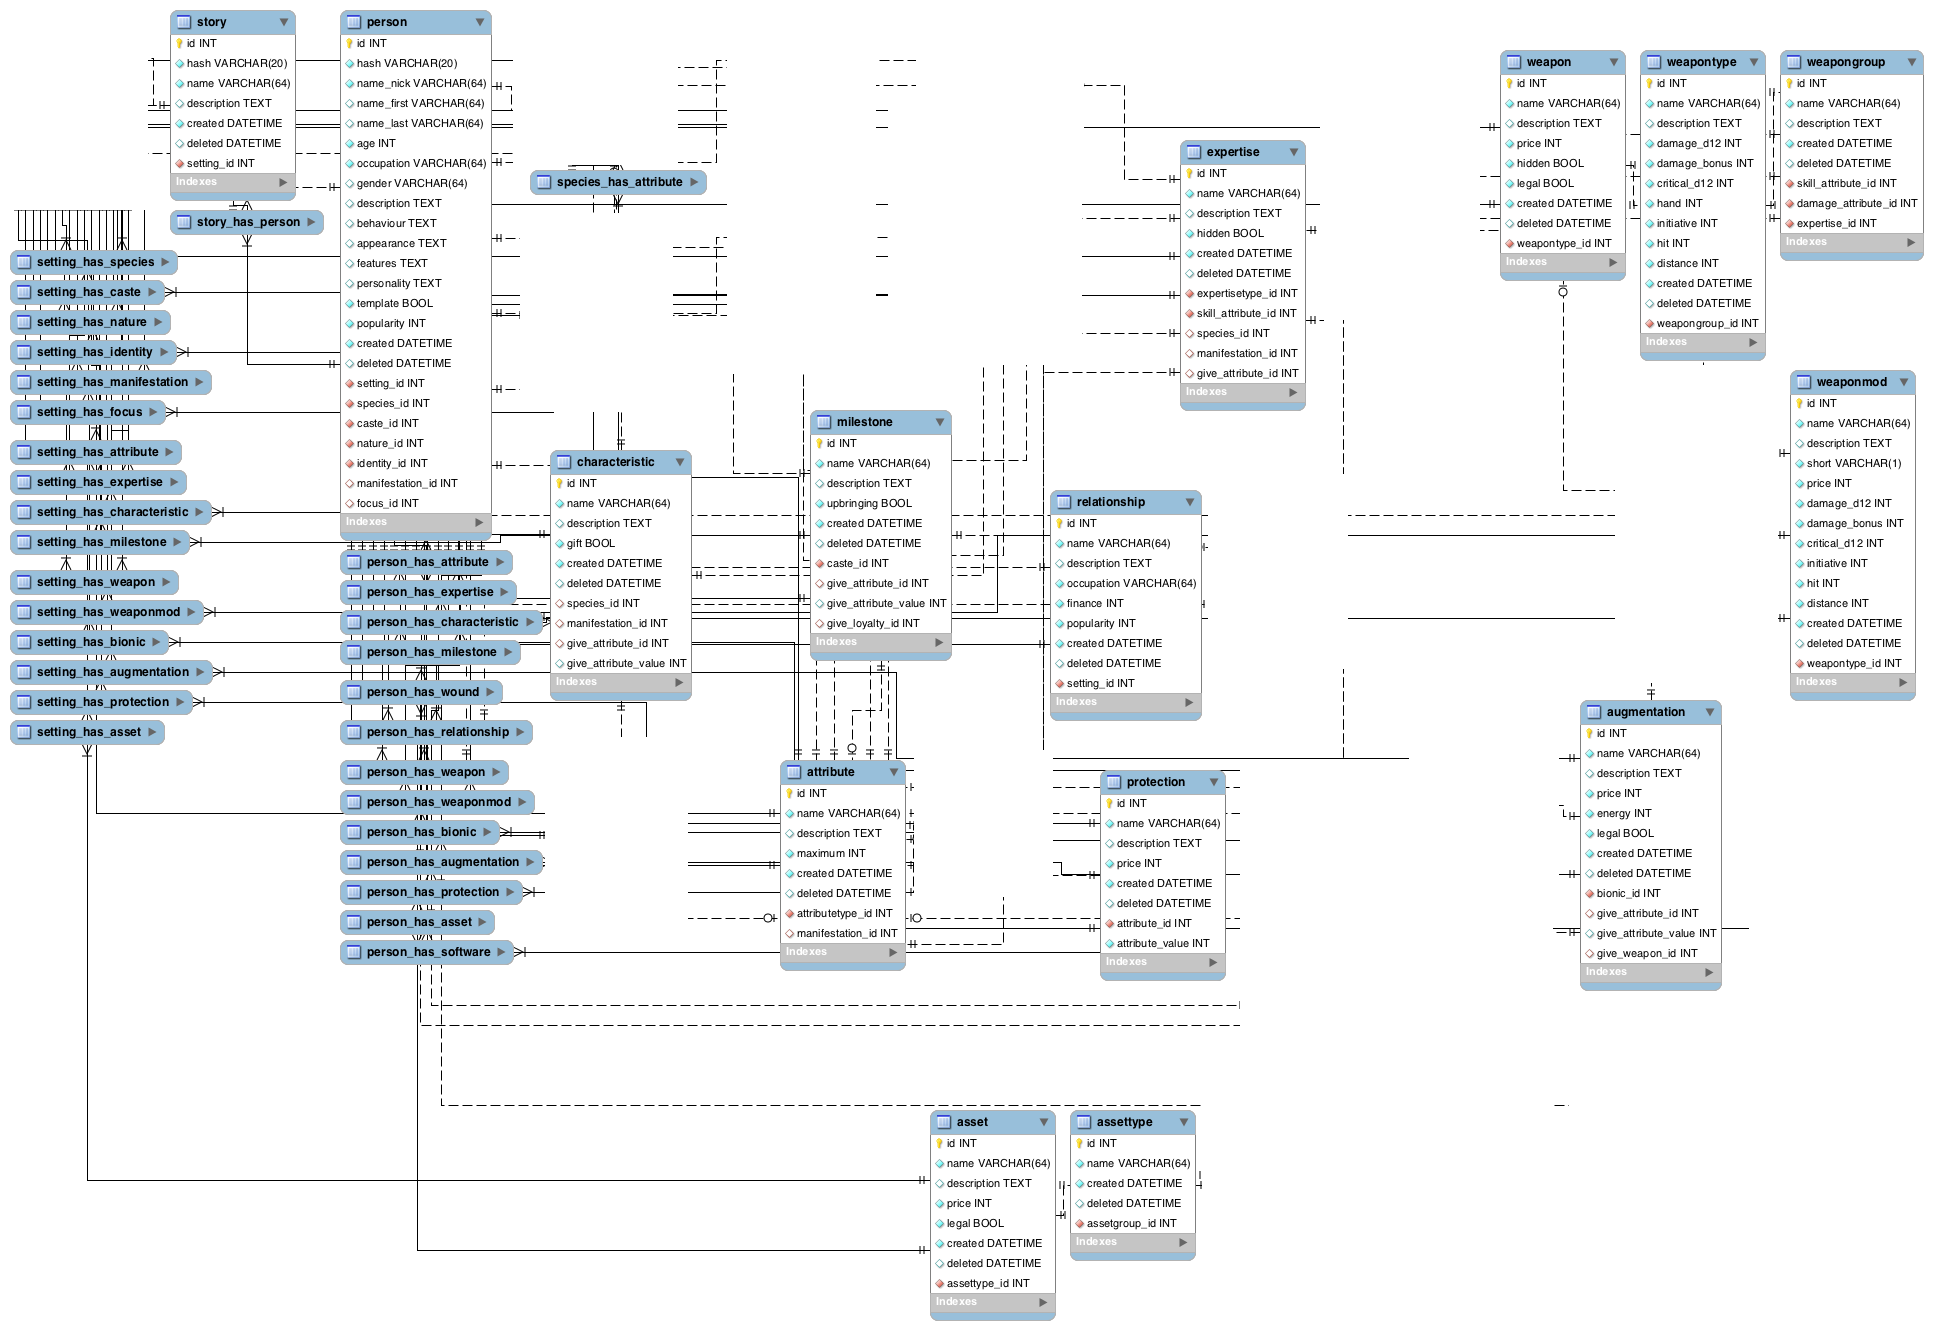 story
id INT
hash VARCHAR(20)
name VARCHAR(64)
description TEXT
created DATETIME
deleted DATETIME
setting_id INT
Indexes
story_has_person
person
id INT
hash VARCHAR(20)
name_nick VARCHAR(64)
name_first VARCHAR(64)
name_last VARCHAR(64)
age INT
occupation VARCHAR(64)
gender VARCHAR(64)
description TEXT
behaviour TEXT
appearance TEXT
features TEXT
personality TEXT
template BOOL
popularity INT
created DATETIME
deleted DATETIME
setting_id INT
species_id INT
caste_id INT
nature_id INT
identity_id INT
manifestation_id INT
focus_id INT
Indexes
species_has_attribute
setting_has_species
setting_has_caste
setting_has_nature
setting_has_identity
setting_has_manifestation
setting_has_focus
setting_has_attribute
setting_has_expertise
setting_has_characteristic
setting_has_milestone
setting_has_weapon
setting_has_weaponmod
setting_has_bionic
setting_has_augmentation
setting_has_protection
setting_has_asset
person_has_attribute
person_has_expertise
person_has_characteristic
person_has_milestone
person_has_wound
person_has_relationship
person_has_weapon
person_has_weaponmod
person_has_bionic
person_has_augmentation
person_has_protection
person_has_asset
person_has_software
characteristic
id INT
name VARCHAR(64)
description TEXT
gift BOOL
created DATETIME
deleted DATETIME
species_id INT
manifestation_id INT
give_attribute_id INT
give_attribute_value INT
Indexes
milestone
id INT
name VARCHAR(64)
description TEXT
upbringing BOOL
created DATETIME
deleted DATETIME
caste_id INT
give_attribute_id INT
give_attribute_value INT
give_loyalty_id INT
Indexes
attribute
id INT
name VARCHAR(64)
description TEXT
maximum INT
created DATETIME
deleted DATETIME
attributetype_id INT
manifestation_id INT
Indexes
expertise
id INT
name VARCHAR(64)
description TEXT
hidden BOOL
created DATETIME
deleted DATETIME
expertisetype_id INT
skill_attribute_id INT
species_id INT
manifestation_id INT
give_attribute_id INT
Indexes
relationship
id INT
name VARCHAR(64)
description TEXT
occupation VARCHAR(64)
finance INT
popularity INT
created DATETIME
deleted DATETIME
setting_id INT
Indexes
protection
id INT
name VARCHAR(64)
description TEXT
price INT
created DATETIME
deleted DATETIME
attribute_id INT
attribute_value INT
Indexes
asset
id INT
name VARCHAR(64)
description TEXT
price INT
legal BOOL
created DATETIME
deleted DATETIME
assettype_id INT
Indexes
assettype
id INT
name VARCHAR(64)
created DATETIME
deleted DATETIME
assetgroup_id INT
Indexes
weapon
id INT
name VARCHAR(64)
description TEXT
price INT
hidden BOOL
legal BOOL
created DATETIME
deleted DATETIME
weapontype_id INT
Indexes
weapontype
id INT
name VARCHAR(64)
description TEXT
damage_d12 INT
damage_bonus INT
critical_d12 INT
hand INT
initiative INT
hit INT
distance INT
created DATETIME
deleted DATETIME
weapongroup_id INT
Indexes
weapongroup
id INT
name VARCHAR(64)
description TEXT
created DATETIME
deleted DATETIME
skill_attribute_id INT
damage_attribute_id INT
expertise_id INT
Indexes
weaponmod
id INT
name VARCHAR(64)
description TEXT
short VARCHAR(1)
price INT
damage_d12 INT
damage_bonus INT
critical_d12 INT
initiative INT
hit INT
distance INT
created DATETIME
deleted DATETIME
weapontype_id INT
Indexes
augmentation
id INT
name VARCHAR(64)
description TEXT
price INT
energy INT
legal BOOL
created DATETIME
deleted DATETIME
bionic_id INT
give_attribute_id INT
give_attribute_value INT
give_weapon_id INT
Indexes